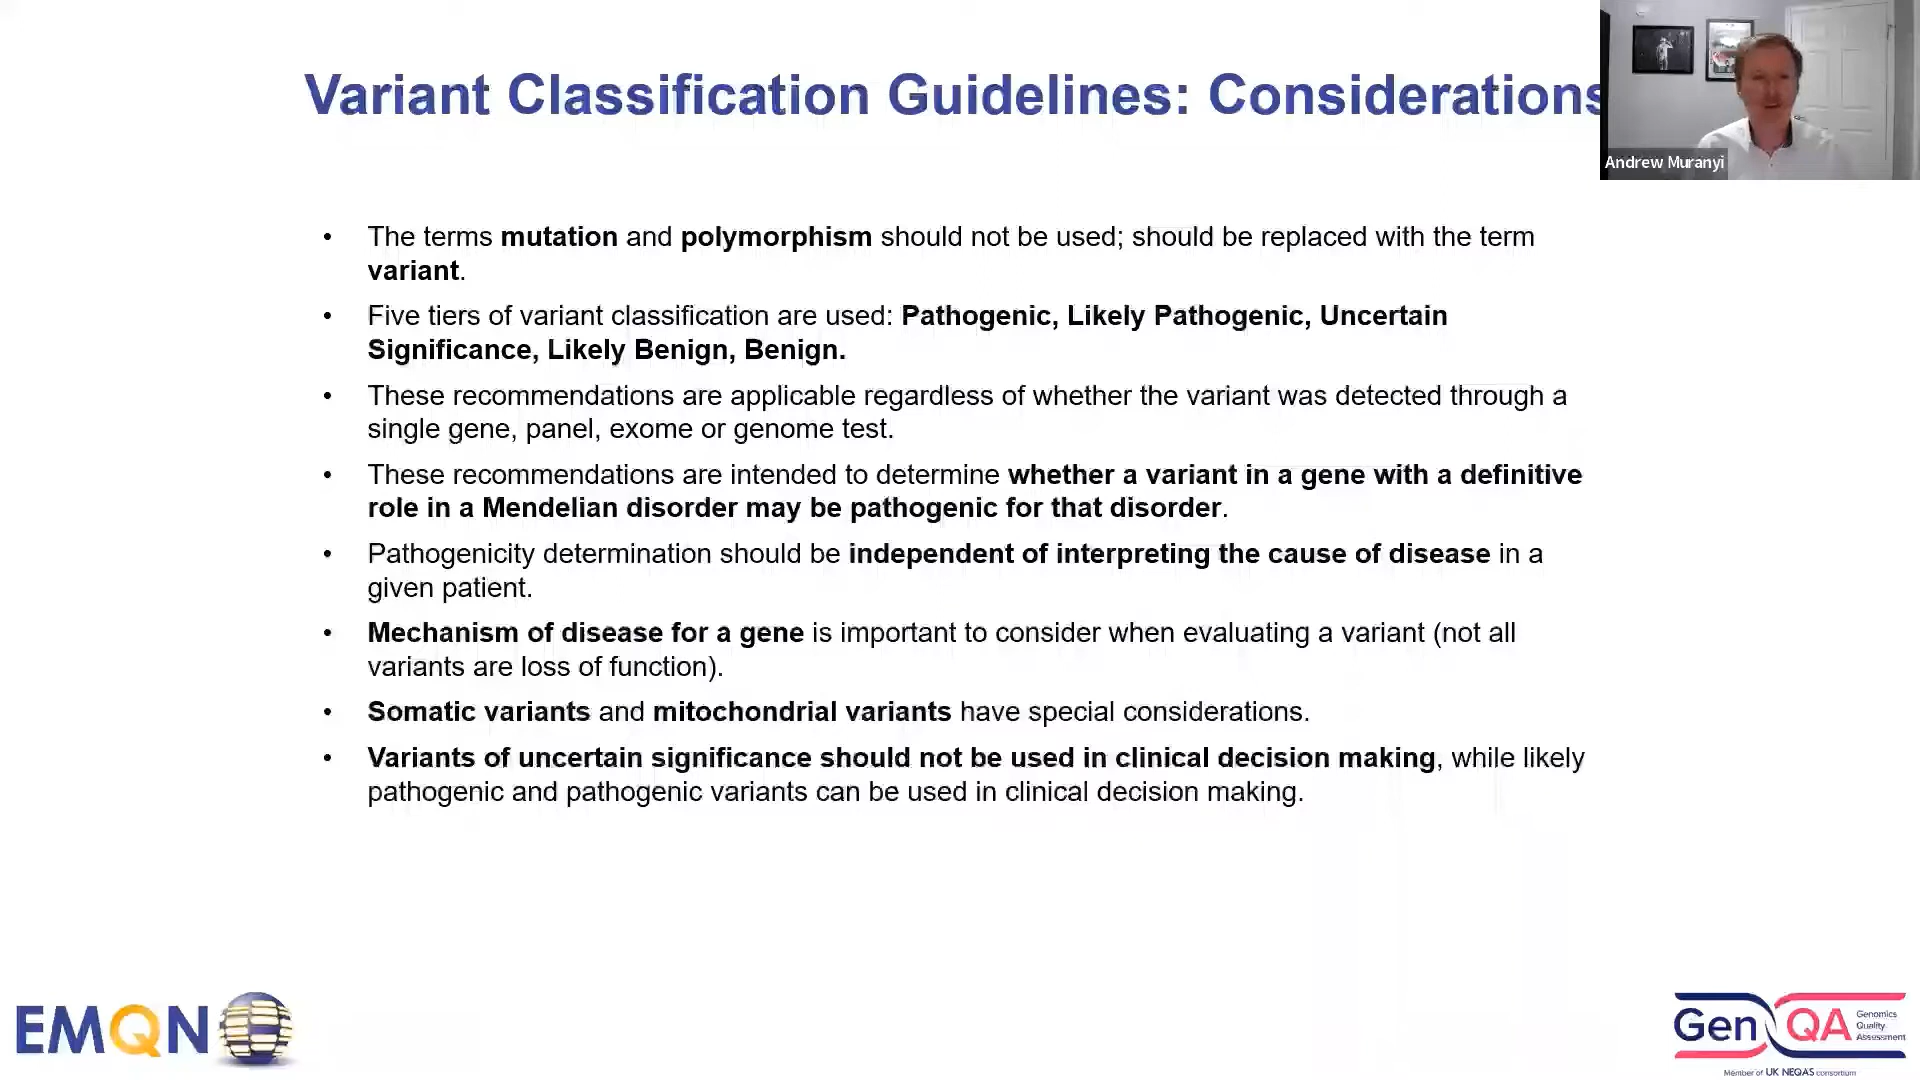 Variant Classification Guidelines: Considerations
Andrew Muranyi
• The terms mutation and polymorphism should not be used; should be replaced with the term
variant.
• Five tiers of variant classification are used: Pathogenic, Likely Pathogenic, Uncertain
Significance, Likely Benign, Benign.
• These recommendations are applicable regardless of whether the variant was detected through a
single gene, panel, exome or genome test.
• These recommendations are intended to determine whether a variant in a gene with a definitive
role in a Mendelian disorder may be pathogenic for that disorder.
• Pathogenicity determination should be independent of interpreting the cause of disease in a
given patient.
• Mechanism of disease for a gene is important to consider when evaluating a variant (not all
variants are loss of function).
• Somatic variants and mitochondrial variants have special considerations.
• Variants of uncertain significance should not be used in clinical decision making, while likely
pathogenic and pathogenic variants can be used in clinical decision making.
EMQN
GenQA
Genomics
Quality
Assessment
Member of UK NEQAS consortium